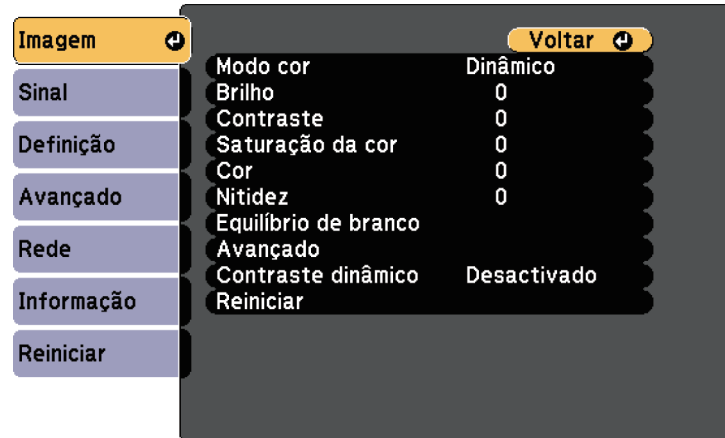 Imagem
Sinal
Definição
Avançado
Rede
Informação
Reiniciar
Voltar
Modo cor Dinâmico
Brilho 0
Contraste 0
Saturação da cor 0
Cor 0
Nitidez 0
Equilíbrio de branco
Avançado
Contraste dinâmico Desactivado
Reiniciar